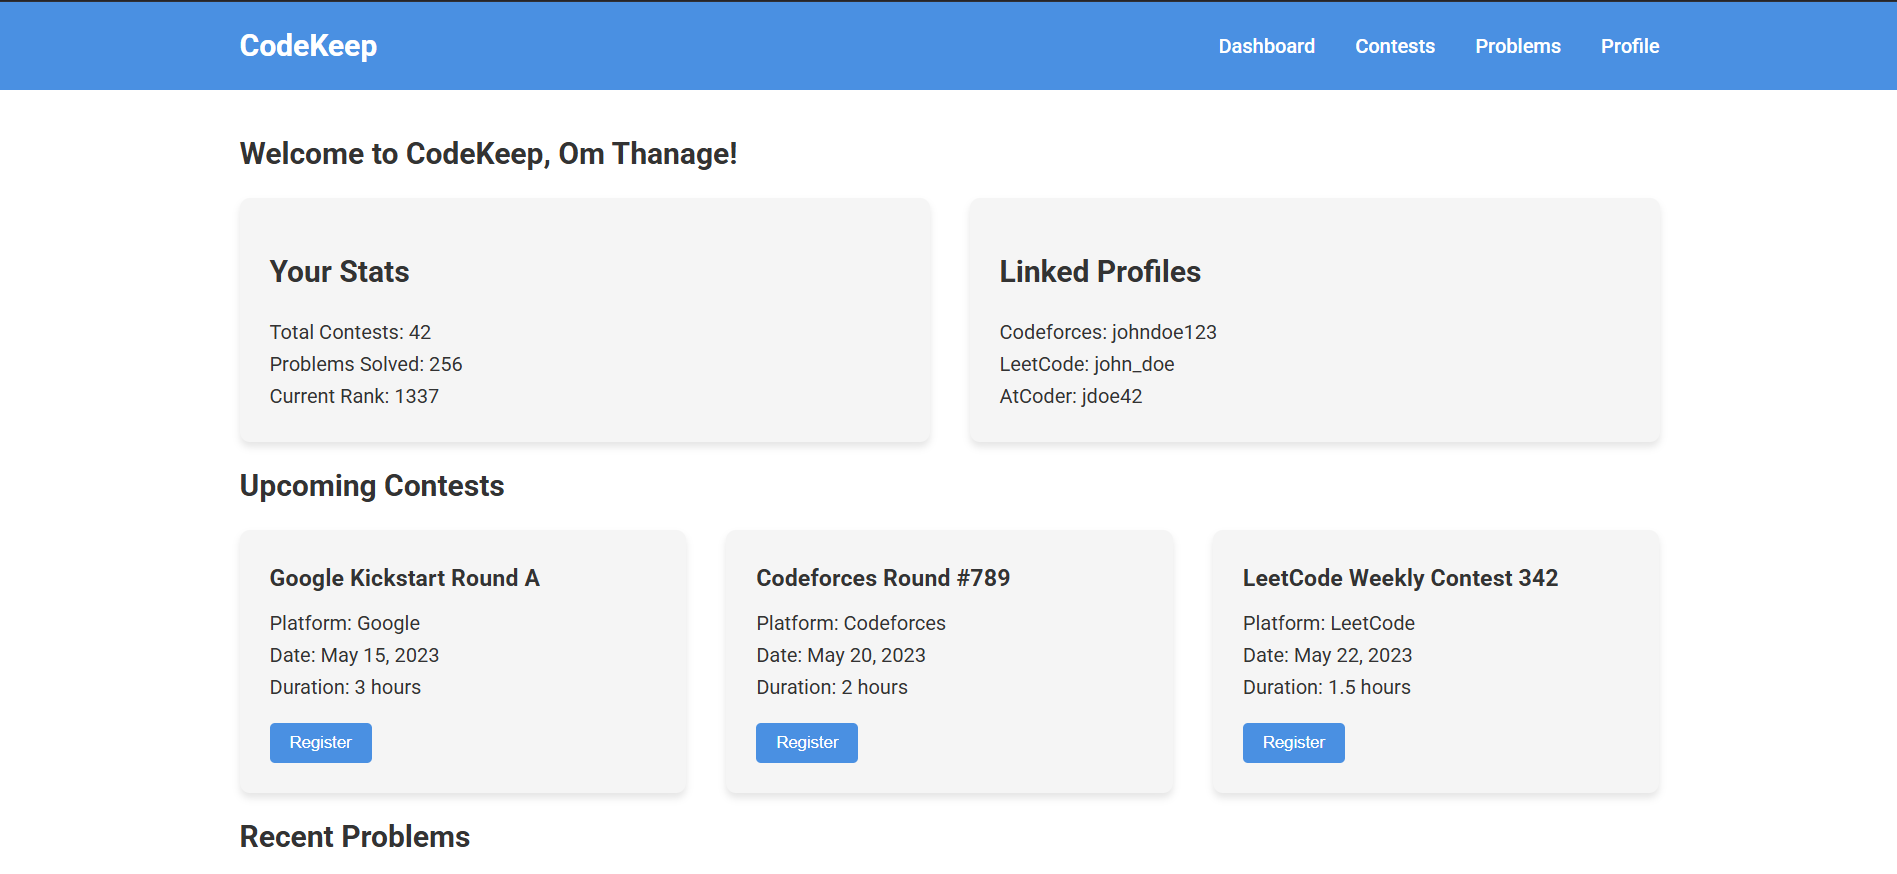 CodeKeep
Dashboard Contests Problems Profile
Welcome to CodeKeep, Om Thanage!
Your Stats
Total Contests: 42
Problems Solved: 256
Current Rank: 1337
Linked Profiles
Codeforces: johndoe123
LeetCode: john_doe
AtCoder: jdoe42
Upcoming Contests
Google Kickstart Round A
Platform: Google
Date: May 15, 2023
Duration: 3 hours
Register
Codeforces Round #789
Platform: Codeforces
Date: May 20, 2023
Duration: 2 hours
Register
LeetCode Weekly Contest 342
Platform: LeetCode
Date: May 22, 2023
Duration: 1.5 hours
Register
Recent Problems